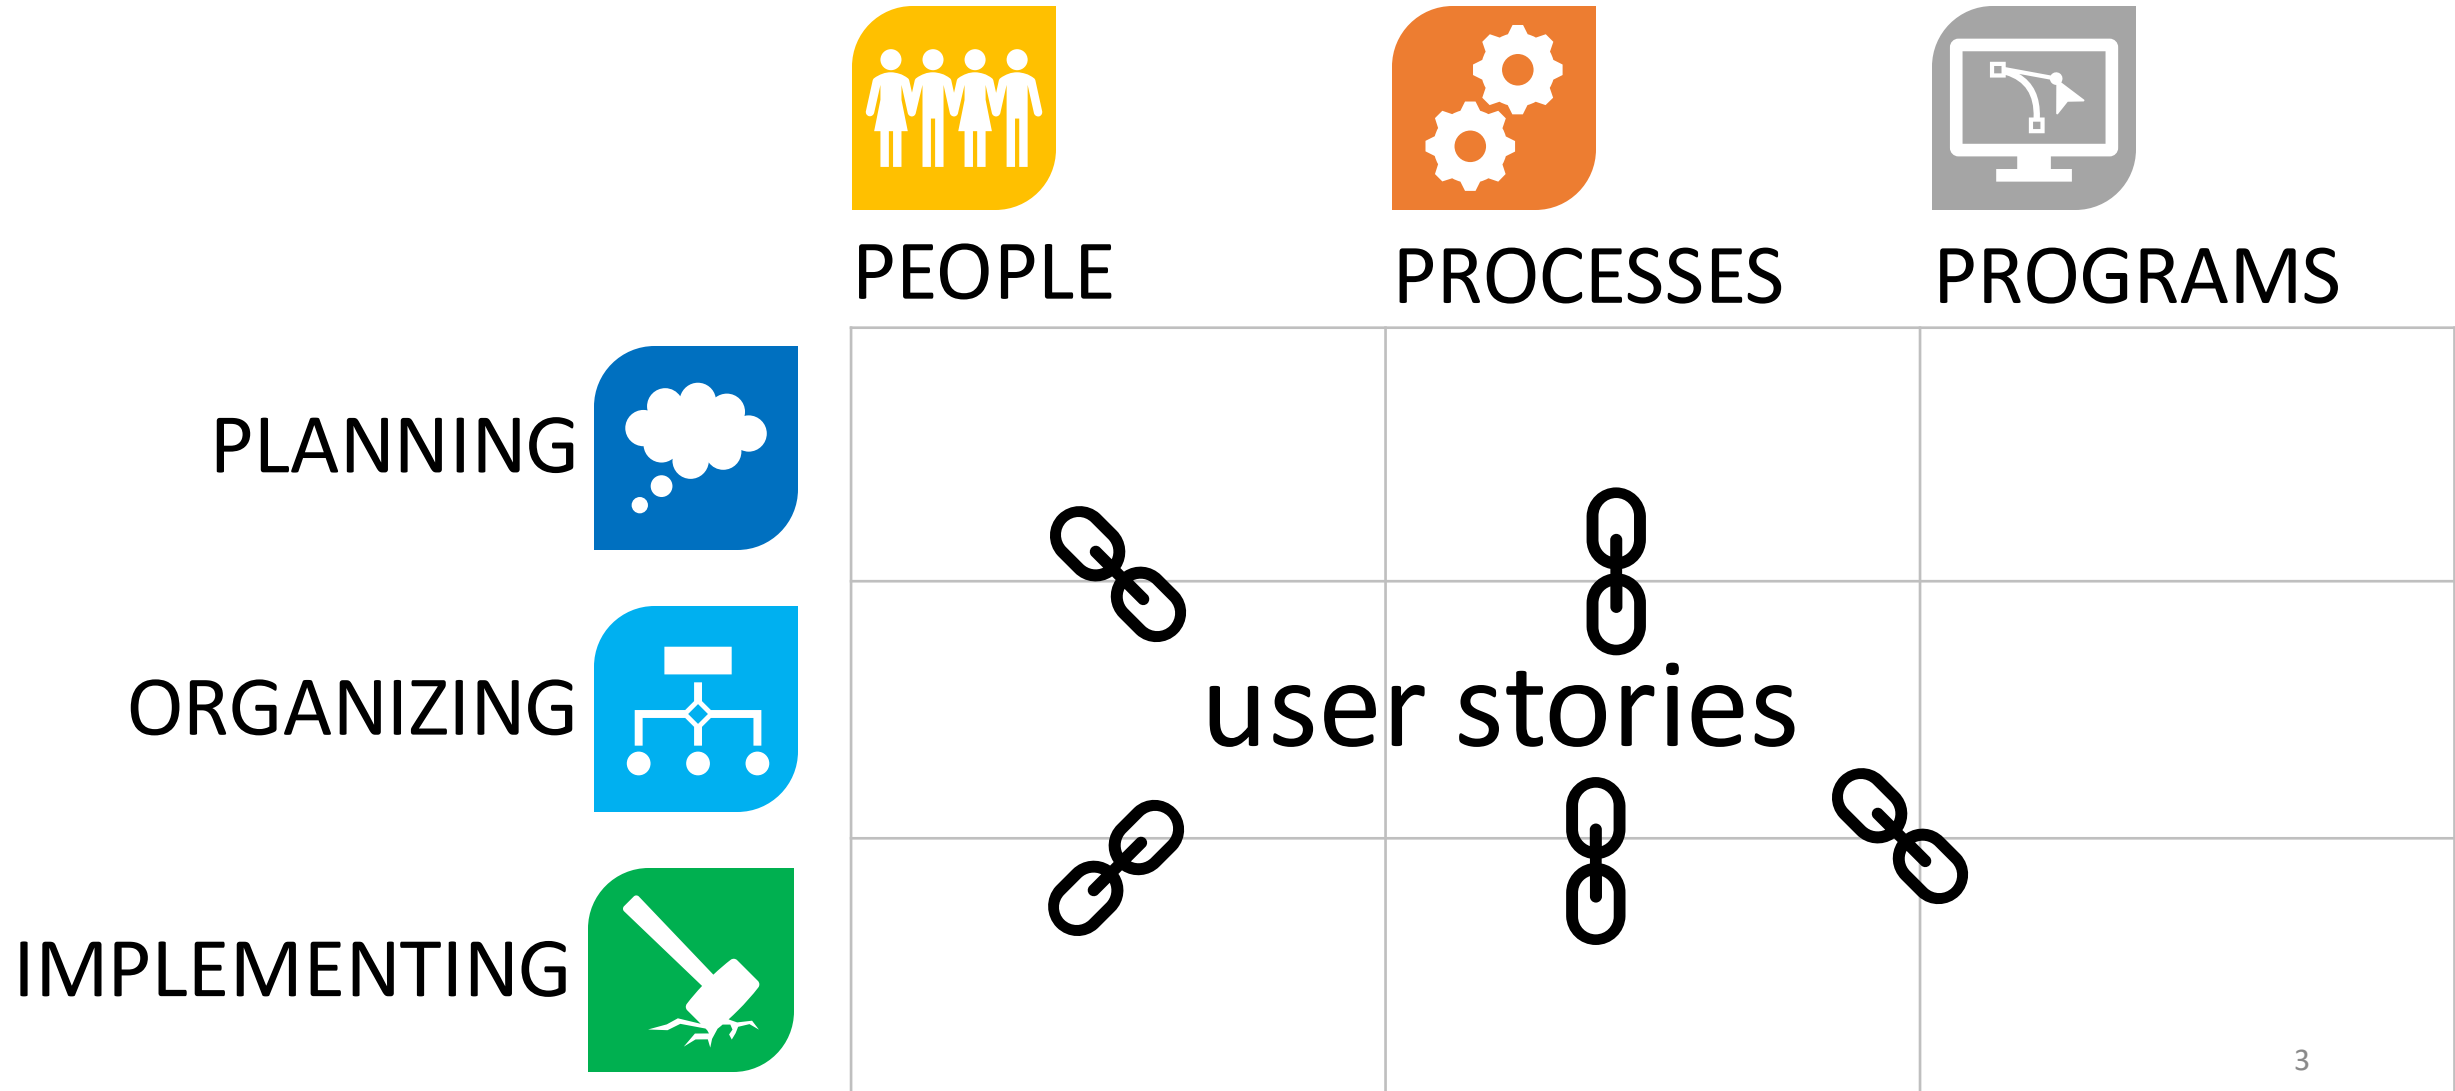 PEOPLE
PROCESSES
PROGRAMS
PLANNING
ORGANIZING
user stories
IMPLEMENTING
3